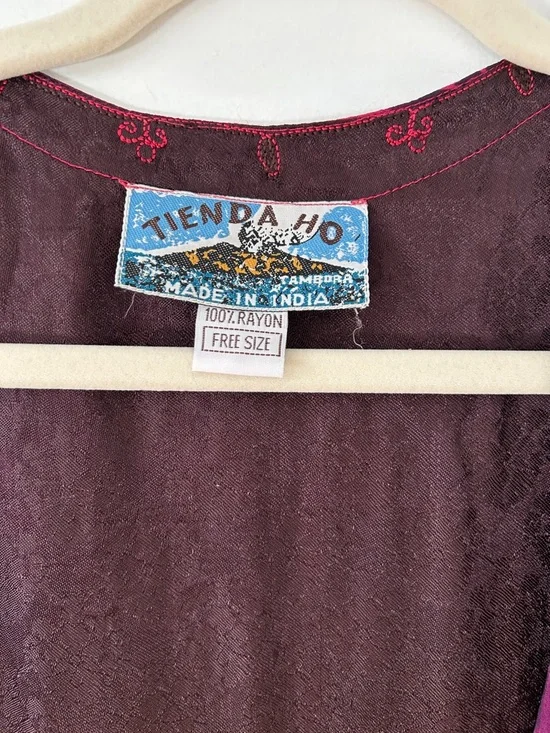 TIENDA HO
TAMBORA
MADE IN INDIA
100% RAYON
FREE SIZE